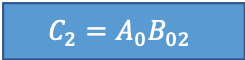 C₂ = A₀B₀₂